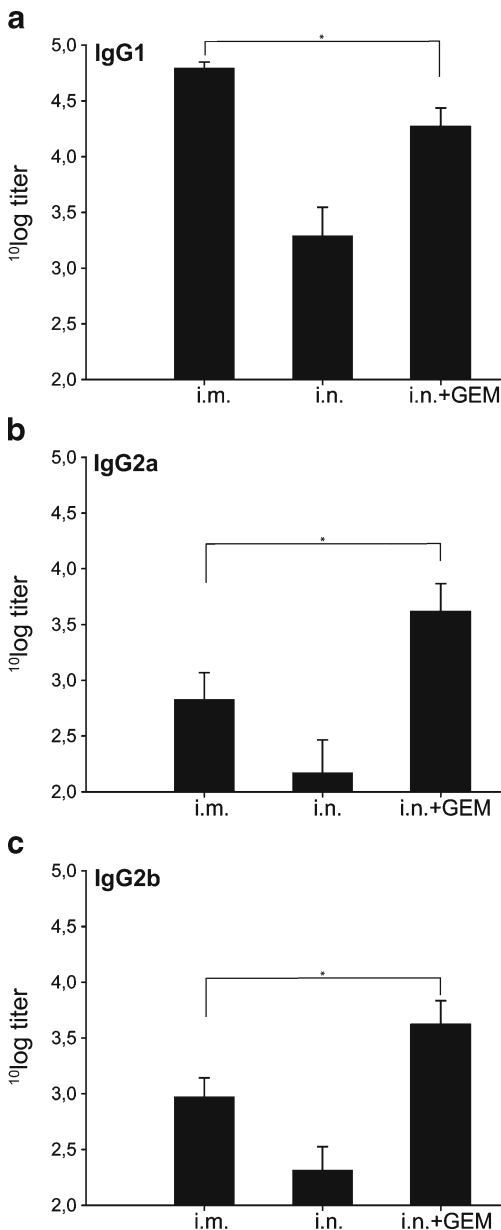 a
IgG1
*
5,0
4,5
4,0
3,5
3,0
2,5
2,0
10log titer
i.m. i.n. i.n.+GEM
b
IgG2a
*
5,0
4,5
4,0
3,5
3,0
2,5
2,0
10log titer
i.m. i.n. i.n.+GEM
c
IgG2b
*
5,0
4,5
4,0
3,5
3,0
2,5
2,0
10log titer
i.m. i.n. i.n.+GEM